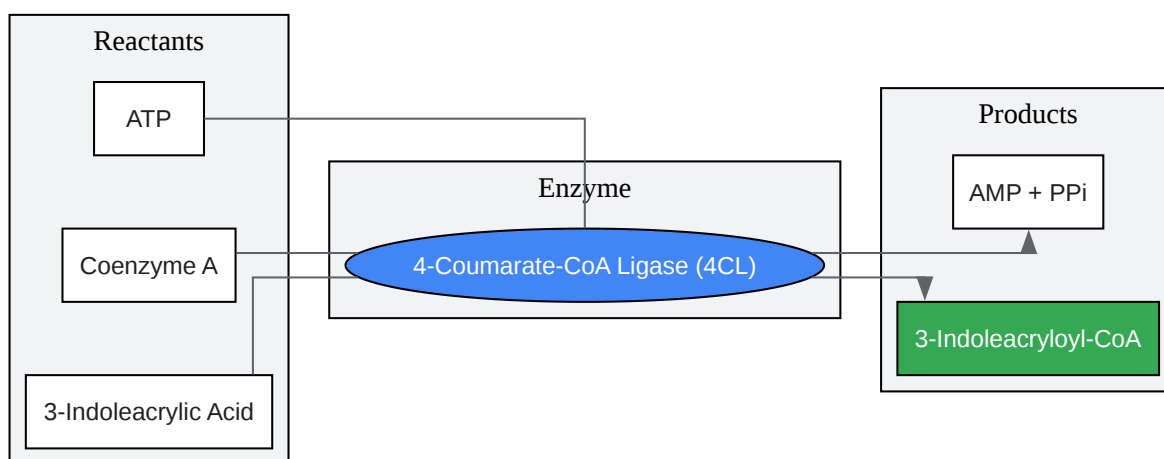 Reactants
ATP
Coenzyme A
3-Indoleacrylic Acid
Enzyme
4-Coumarate-CoA Ligase (4CL)
Products
AMP + PPi
3-Indoleacryloyl-CoA